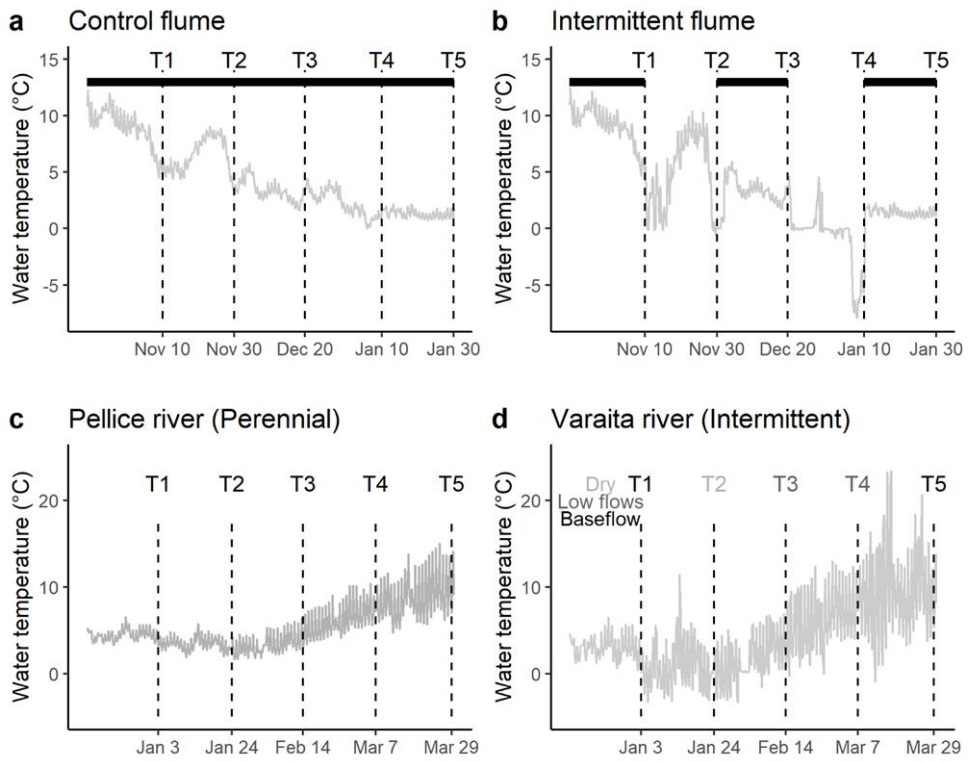 a Control flume
T1 T2 T3 T4 T5
Water temperature (°C)
15
10
5
0
-5
Nov 10 Nov 30 Dec 20 Jan 10 Jan 30
b Intermittent flume
T1 T2 T3 T4 T5
Water temperature (°C)
15
10
5
0
-5
Nov 10 Nov 30 Dec 20 Jan 10 Jan 30
c Pellice river (Perennial)
T1 T2 T3 T4 T5
Water temperature (°C)
20
10
0
Jan 3 Jan 24 Feb 14 Mar 7 Mar 29
d Varaita river (Intermittent)
Dry T1 T2 T3 T4 T5
Low flows
Baseflow
Water temperature (°C)
20
10
0
Jan 3 Jan 24 Feb 14 Mar 7 Mar 29